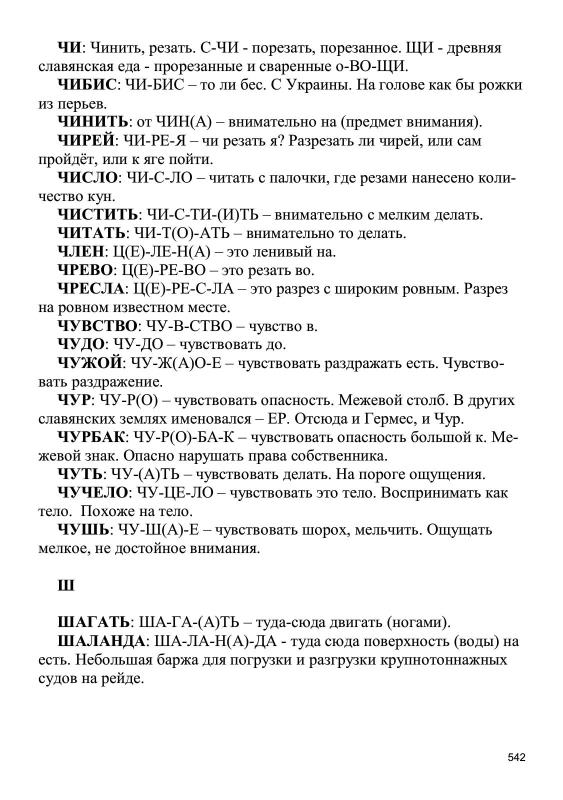 ЧИ: Чинить, резать. С-ЧИ - порезать, порезанное. ЩИ - древняя
славянская еда - прорезанные и сваренные о-ВО-ЩИ.
ЧИБИС: ЧИ-БИС – то ли бес. С Украины. На голове как бы рожки
из перьев.
ЧИНИТЬ: от ЧИН(А) – внимательно на (предмет внимания).
ЧИРЕЙ: ЧИ-РЕ-Я – чи резать я? Разрезать ли чирей, или сам
пройдёт, или к яге пойти.
ЧИСЛО: ЧИ-С-ЛО – читать с палочки, где резами нанесено коли-
чество кун.
ЧИСТИТЬ: ЧИ-С-ТИ-(И)ТЬ – внимательно с мелким делать.
ЧИТАТЬ: ЧИ-Т(О)-АТЬ – внимательно то делать.
ЧЛЕН: Ц(Е)-ЛЕ-Н(А) – это ленивый на.
ЧРЕВО: Ц(Е)-РЕ-ВО – это резать во.
ЧРЕСЛА: Ц(Е)-РЕ-С-ЛА – это разрез с широким ровным. Разрез
на ровном известном месте.
ЧУВСТВО: ЧУ-В-СТВО – чувство в.
ЧУДО: ЧУ-ДО – чувствовать до.
ЧУЖОЙ: ЧУ-Ж(А)О-Е – чувствовать раздражать есть. Чувство-
вать раздражение.
ЧУР: ЧУ-Р(О) – чувствовать опасность. Межевой столб. В других
славянских землях именовался – ЕР. Отсюда и Гермес, и Чур.
ЧУРБАК: ЧУ-Р(О)-БА-К – чувствовать опасность большой к. Ме-
жевой знак. Опасно нарушать права собственника.
ЧУТЬ: ЧУ-(А)ТЬ – чувствовать делать. На пороге ощущения.
ЧУЧЕЛО: ЧУ-ЦЕ-ЛО – чувствовать это тело. Воспринимать как
тело. Похоже на тело.
ЧУШЬ: ЧУ-Ш(А)-Е – чувствовать шорох, мельчить. Ощущать
мелкое, не достойное внимания.
Ш
ШАГАТЬ: ША-ГА-(А)ТЬ – туда-сюда двигать (ногами).
ШАЛАНДА: ША-ЛА-Н(А)-ДА - туда сюда поверхность (воды) на
есть. Небольшая баржа для погрузки и разгрузки крупнотоннажных
судов на рейде.
542